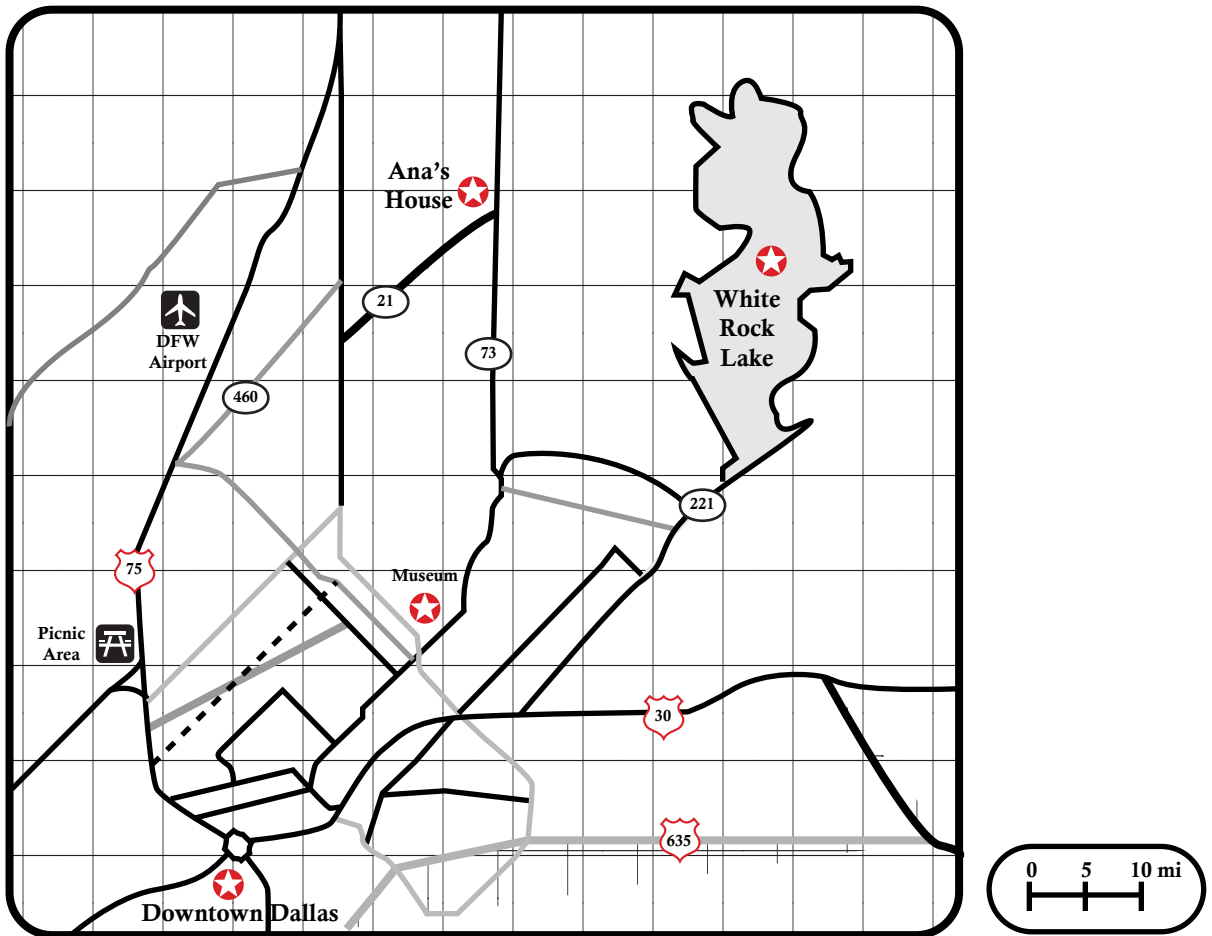 Ana's
House
21
White
Rock
Lake
DFW
Airport
73
460
221
75
Museum
Picnic
Area
30
635
0 5 10 mi
Downtown Dallas